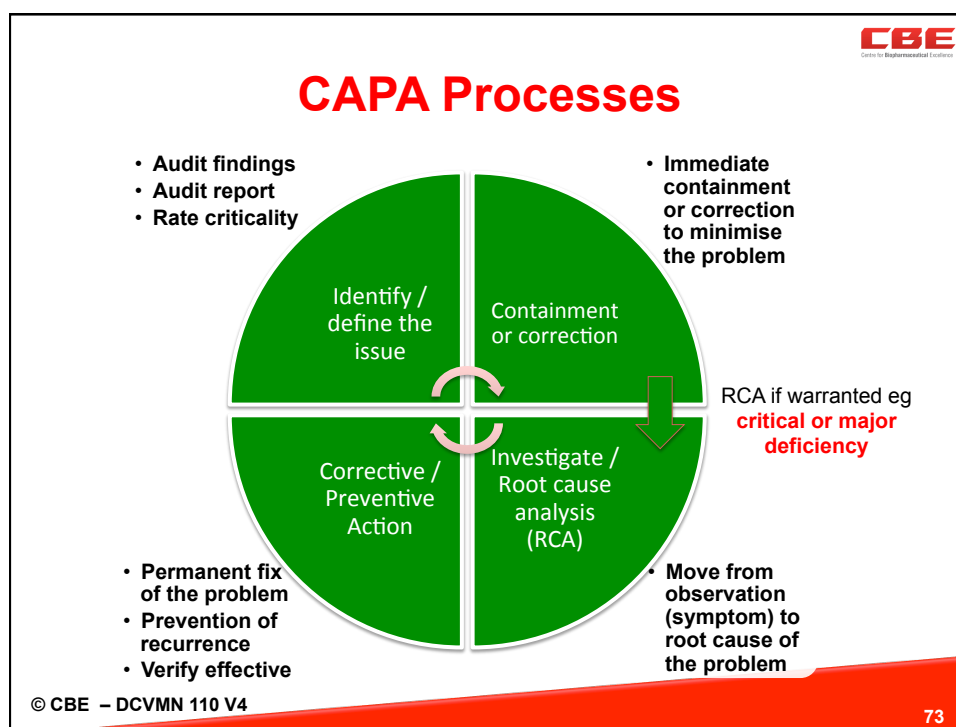 CBE
Centre for Biopharmaceutical Excellence
CAPA Processes
• Audit findings
• Audit report
• Rate criticality
• Immediate
containment
or correction
to minimise
the problem
Identify /
define the
issue
Containment
or correction
RCA if warranted eg
critical or major
deficiency
Corrective /
Preventive
Action
Investigate /
Root cause
analysis
(RCA)
• Permanent fix
of the problem
• Prevention of
recurrence
• Verify effective
• Move from
observation
(symptom) to
root cause of
the problem
© CBE – DCVMN 110 V4
73